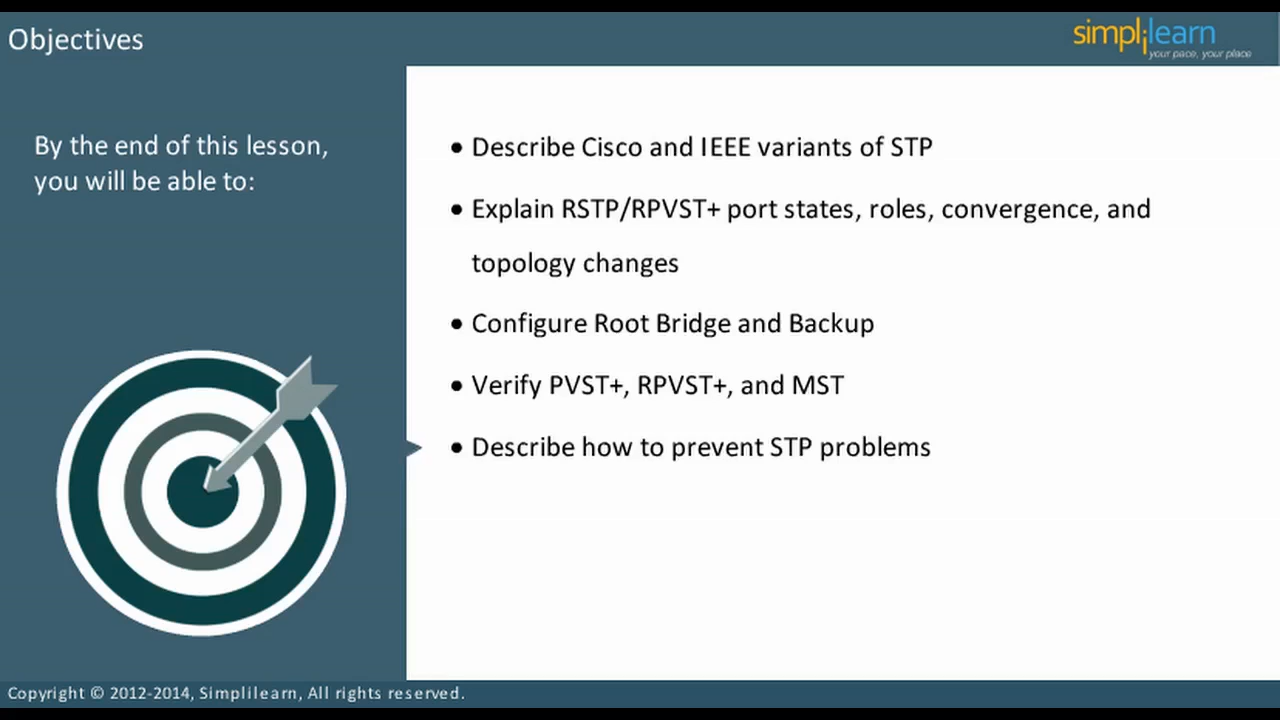 Objectives
simplilearn
your pace, your place
By the end of this lesson,
you will be able to:
• Describe Cisco and IEEE variants of STP
• Explain RSTP/RPVST+ port states, roles, convergence, and
topology changes
• Configure Root Bridge and Backup
• Verify PVST+, RPVST+, and MST
• Describe how to prevent STP problems
Copyright © 2012-2014, Simplilearn, All rights reserved.